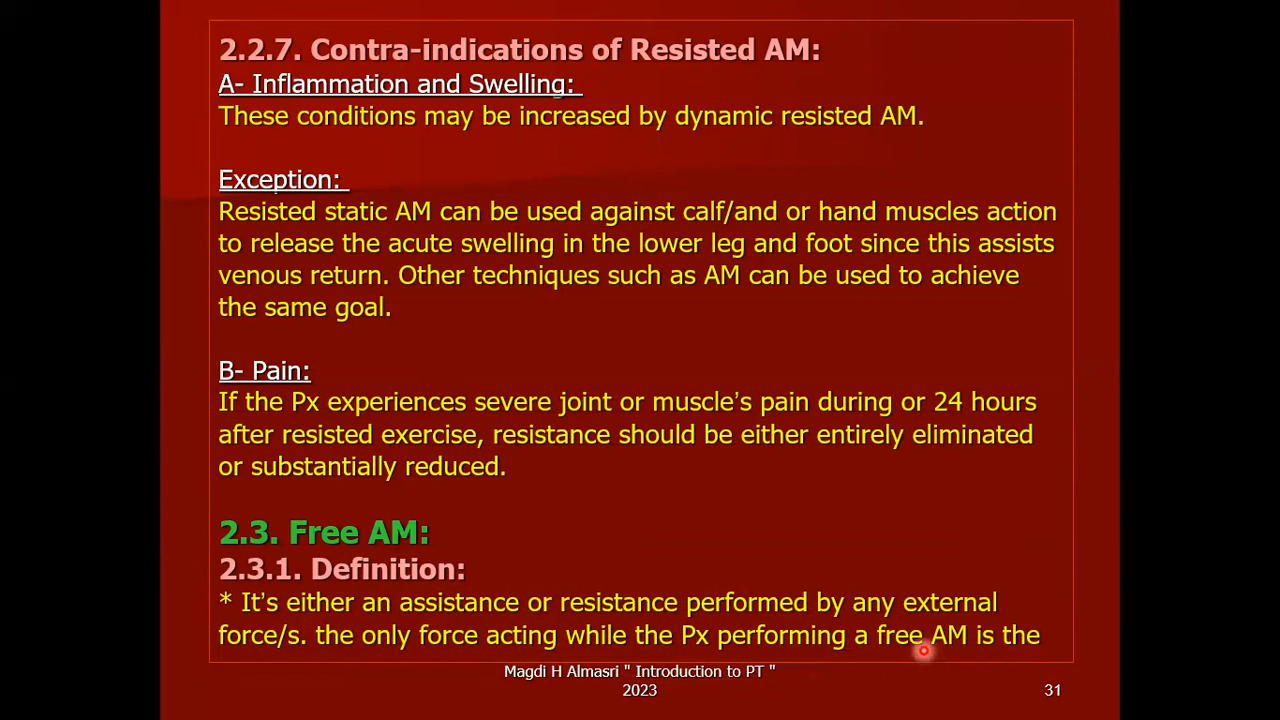 2.2.7. Contra-indications of Resisted AM:
A- Inflammation and Swelling:
These conditions may be increased by dynamic resisted AM.
Exception:
Resisted static AM can be used against calf/and or hand muscles action
to release the acute swelling in the lower leg and foot since this assists
venous return. Other techniques such as AM can be used to achieve
the same goal.
B- Pain:
If the Px experiences severe joint or muscle's pain during or 24 hours
after resisted exercise, resistance should be either entirely eliminated
or substantially reduced.
2.3. Free AM:
2.3.1. Definition:
* It's either an assistance or resistance performed by any external
force/s. the only force acting while the Px performing a free AM is the
Magdi H Almasri " Introduction to PT "
2023
31